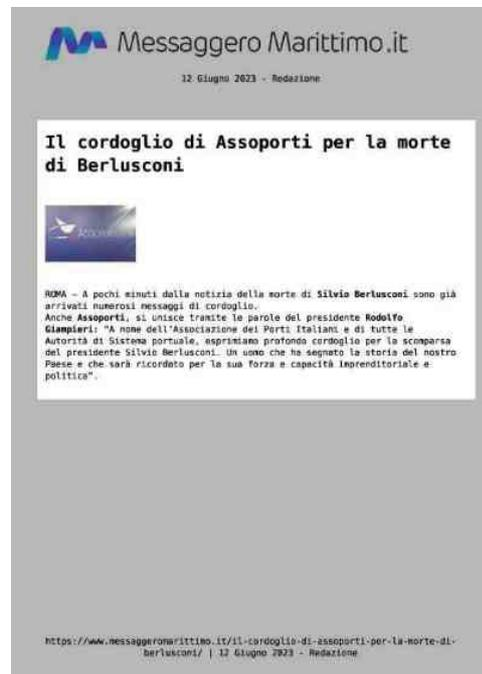 Messaggero Marittimo.it
12 Giugno 2023 - Redazione
Il cordoglio di Assoporti per la morte
di Berlusconi
ROMA – A pochi minuti dalla notizia della morte di Silvio Berlusconi sono già
arrivati numerosi messaggi di cordoglio.
Anche Assoporti, si unisce tramite le parole del presidente Rodolfo
Giampieri: "A nome dell'Associazione dei Porti Italiani e di tutte le
Autorità di Sistema portuale, esprimiamo profondo cordoglio per la scomparsa
del presidente Silvio Berlusconi. Un uomo che ha segnato la storia del nostro
Paese e che sarà ricordato per la sua forza e capacità imprenditoriale e
politica".
https://www.messaggeromarittimo.it/il-cordoglio-di-assoporti-per-la-morte-di-
berlusconi/ | 12 Giugno 2023 - Redazione